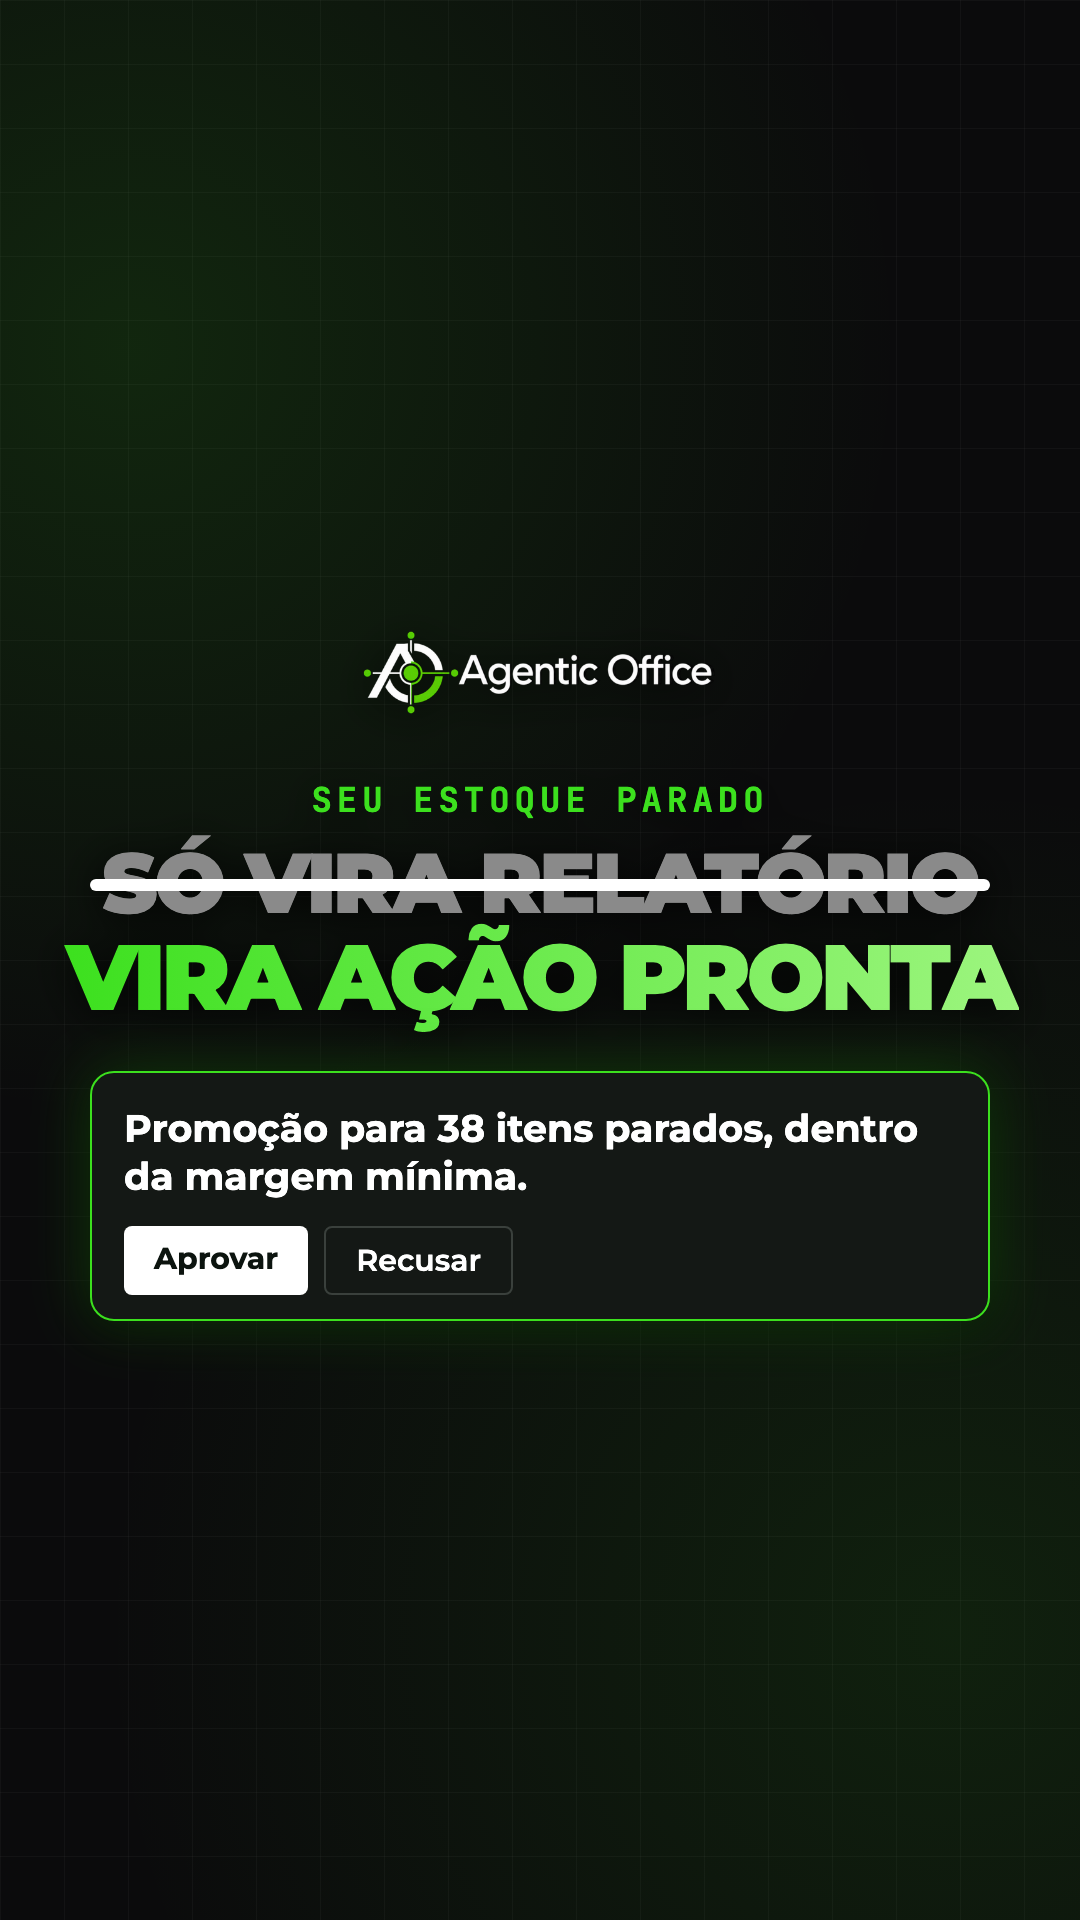 Agentic Office
SEU ESTOQUE PARADO
SÓ VIRA RELATÓRIO
VIRA AÇÃO PRONTA
Promoção para 38 itens parados, dentro
da margem mínima.
Aprovar
Recusar